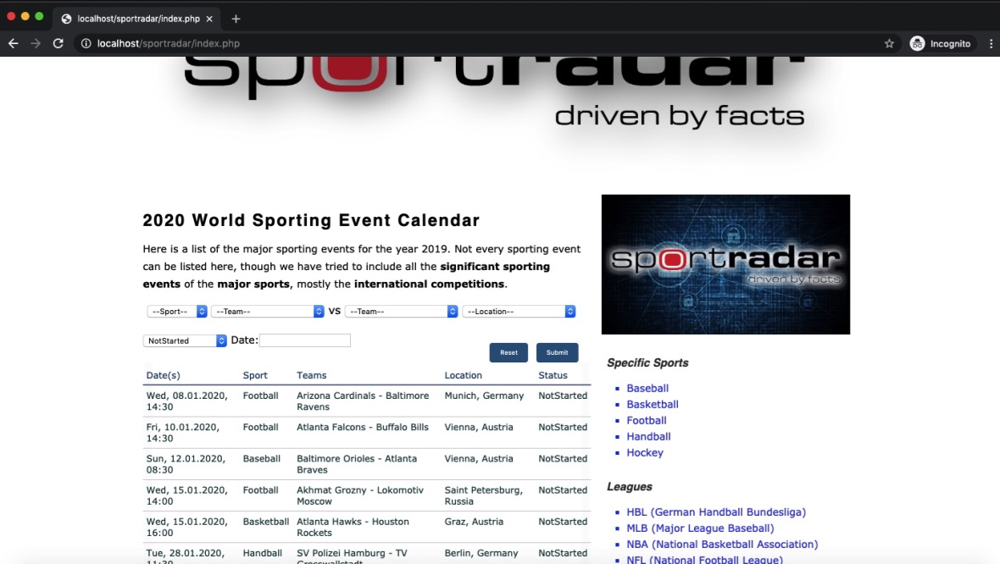 localhost/sportradar/index.php
localhost/sportradar/index.php
Incognito
sportradar
driven by facts
2020 World Sporting Event Calendar
Here is a list of the major sporting events for the year 2019. Not every sporting event
can be listed here, though we have tried to include all the significant sporting
events of the major sports, mostly the international competitions.
--Sport-- --Team-- VS --Team-- --Location--
NotStarted Date:
Reset Submit
Date(s) Sport Teams Location Status
Wed, 08.01.2020, Football Arizona Cardinals - Baltimore Munich, Germany NotStarted
14:30 Ravens
Fri, 10.01.2020, Football Atlanta Falcons - Buffalo Bills Vienna, Austria NotStarted
14:30
Sun, 12.01.2020, Baseball Baltimore Orioles - Atlanta Vienna, Austria NotStarted
08:30 Braves
Wed, 15.01.2020, Football Akhmat Grozny - Lokomotiv Saint Petersburg, NotStarted
14:00 Moscow Russia
Wed, 15.01.2020, Basketball Atlanta Hawks - Houston Graz, Austria NotStarted
16:00 Rockets
Tue, 28.01.2020, Handball SV Polizei Hamburg - TV Berlin, Germany NotStarted
sportradar
driven by facts
Specific Sports
Baseball
Basketball
Football
Handball
Hockey
Leagues
HBL (German Handball Bundesliga)
MLB (Major League Baseball)
NBA (National Basketball Association)
NFL (National Football League)